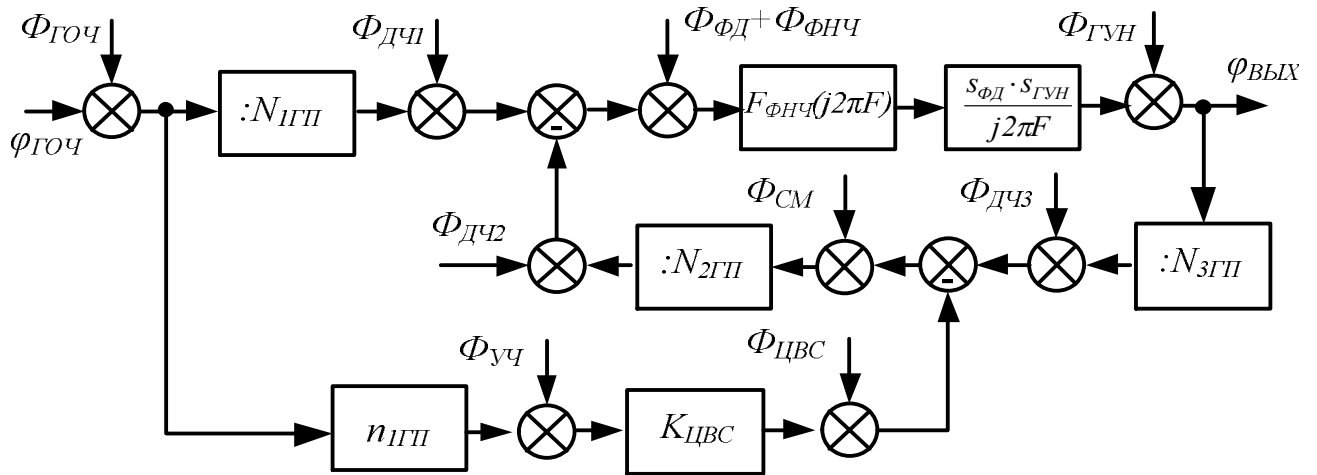 Φ_ГОЧ
Φ_ДЧ1
Φ_ФД+Φ_ФНЧ
Φ_ГУН
φ_ВЫХ
:N_1ГП
F_ФНЧ(j2πF)
s_ФД·s_ГУН
j2πF
φ_ГОЧ
-
Φ_СМ
Φ_ДЧ3
Φ_ДЧ2
:N_2ГП
-
:N_3ГП
Φ_УЧ
Φ_ЦВС
n_1ГП
K_ЦВС